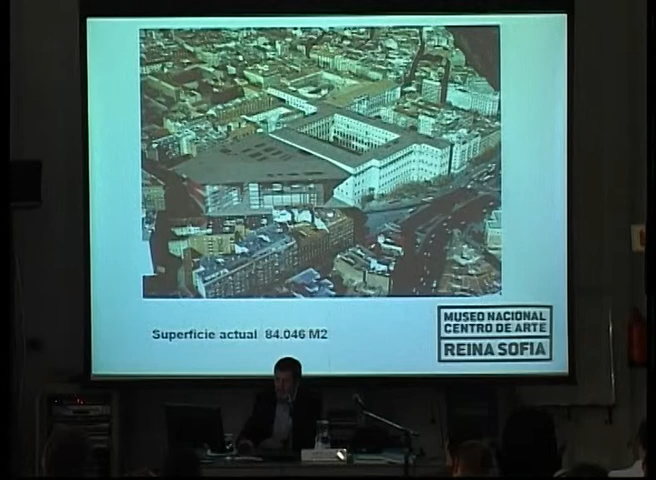 Superficie actual 84.046 M2
MUSEO NACIONAL
CENTRO DE ARTE
REINA SOFIA